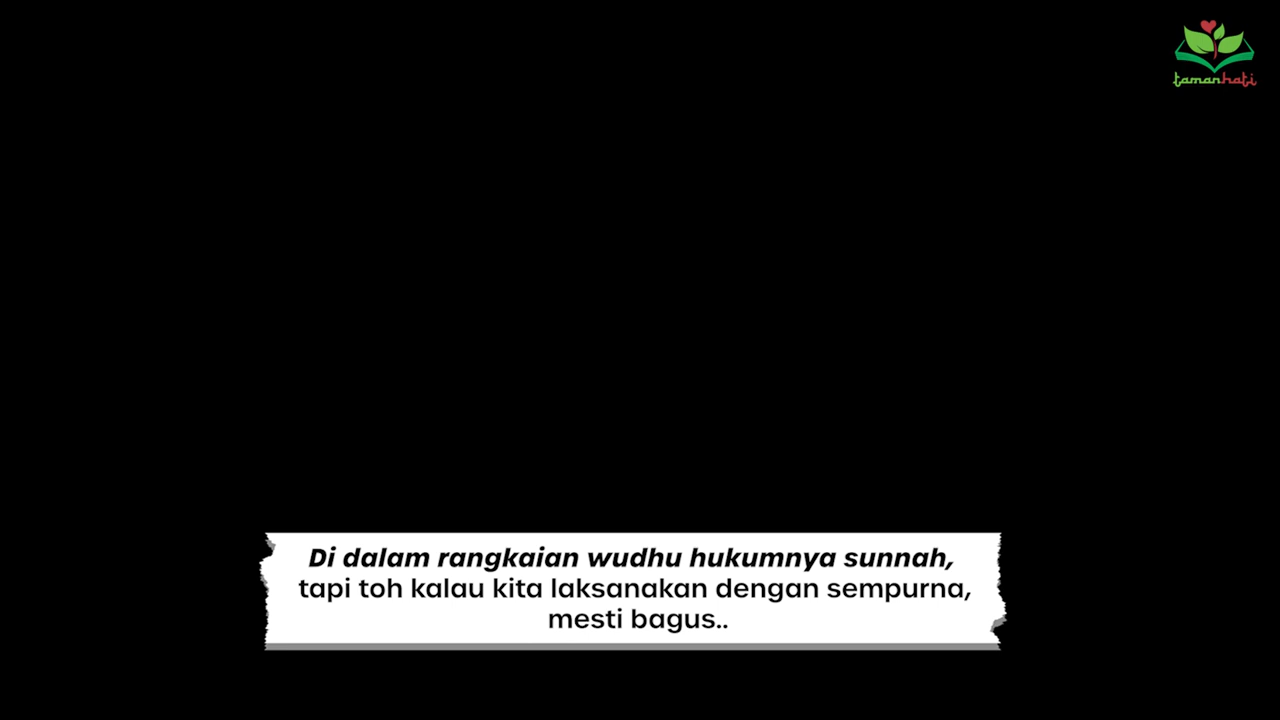 tamanhati
Di dalam rangkaian wudhu hukumnya sunnah,
tapi toh kalau kita laksanakan dengan sempurna,
mesti bagus..